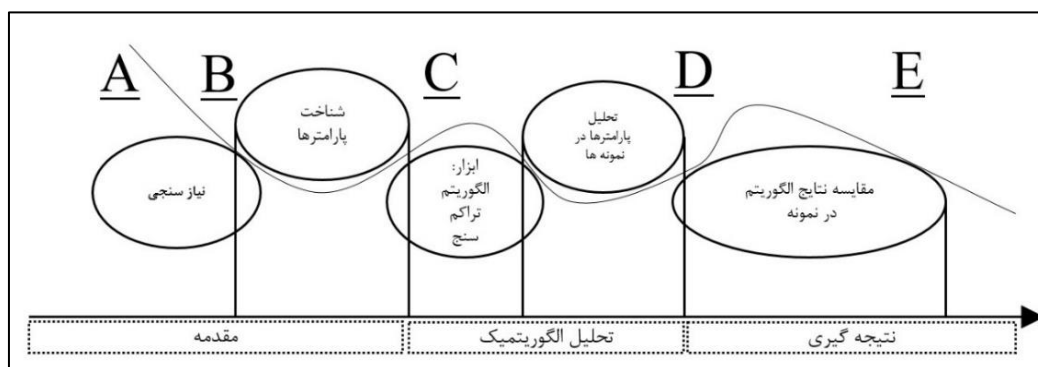 A
B
C
D
E
نیاز سنجی
شناخت
پارامترها
ابزار:
الگوریتم
تراکم
سنج
تحلیل
پارامترها در
نمونه ها
مقایسه نتایج الگوریتم
در نمونه
مقدمه
تحلیل الگوریتمیک
نتیجه گیری